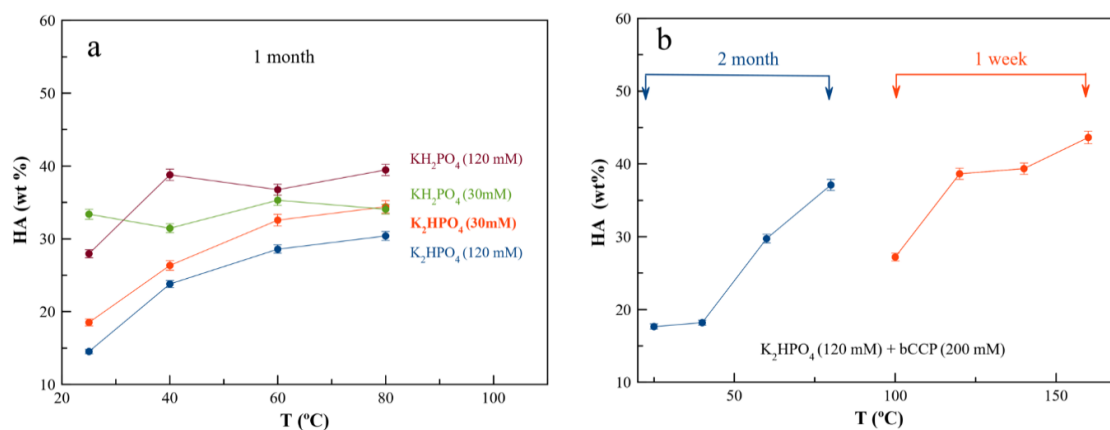 a
1 month
60
50
40
30
20
10
HA (wt %)
KH₂PO₄ (120 mM)
KH₂PO₄ (30mM)
K₂HPO₄ (30mM)
K₂HPO₄ (120 mM)
20 40 60 80 100
T (ºC)
b
2 month
1 week
60
50
40
30
20
10
HA (wt%)
K₂HPO₄ (120 mM) + bCCP (200 mM)
50 100 150
T (ºC)